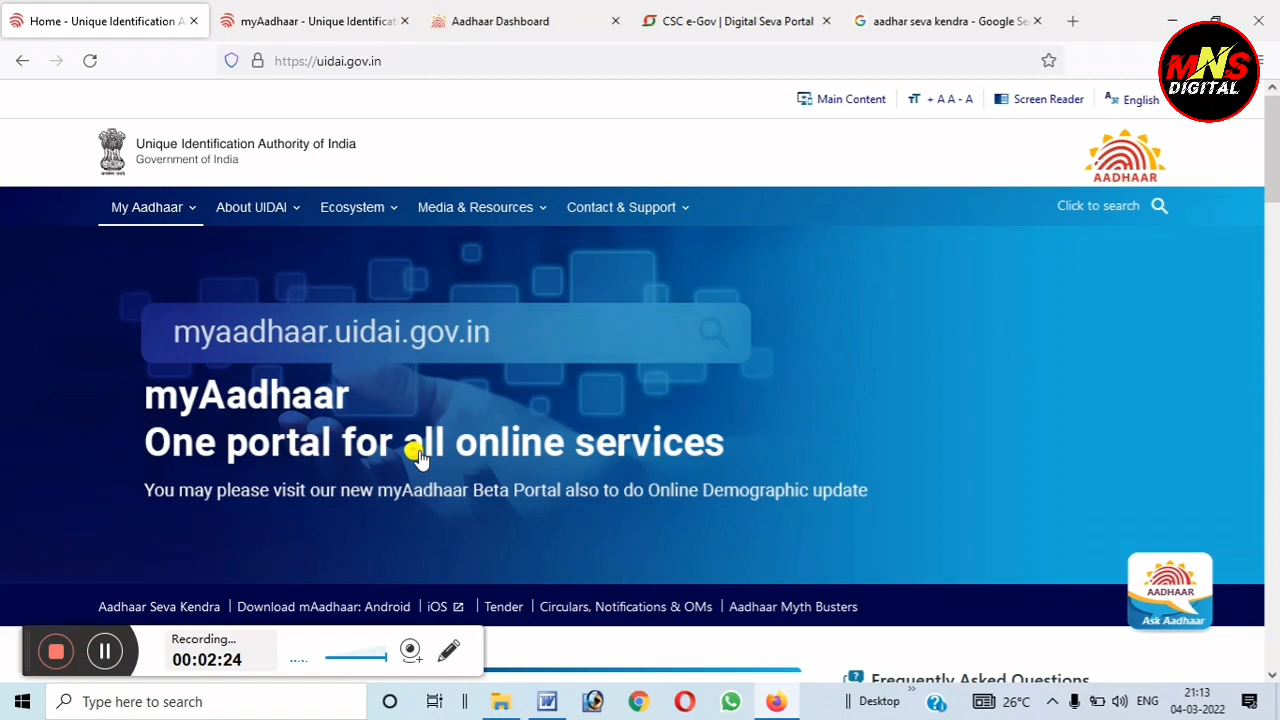 Home - Unique Identification A
myAadhaar - Unique Identificat
Aadhaar Dashboard
CSC e-Gov | Digital Seva Portal
aadhar seva kendra - Google Se
https://uidai.gov.in
MNS
DIGITAL
Main Content
TT + A A - A
Screen Reader
English
Unique Identification Authority of India
Government of India
AADHAAR
My Aadhaar
About UIDAI
Ecosystem
Media & Resources
Contact & Support
Click to search
myaadhaar.uidai.gov.in
myAadhaar
One portal for all online services
You may please visit our new myAadhaar Beta Portal also to do Online Demographic update
AADHAAR
Ask Aadhaar
Aadhaar Seva Kendra
Download mAadhaar: Android
iOS
Tender
Circulars, Notifications & OMs
Aadhaar Myth Busters
Recording...
00:02:24
Frequently Asked Questions
Type here to search
Desktop
26°C
ENG
21:13
04-03-2022